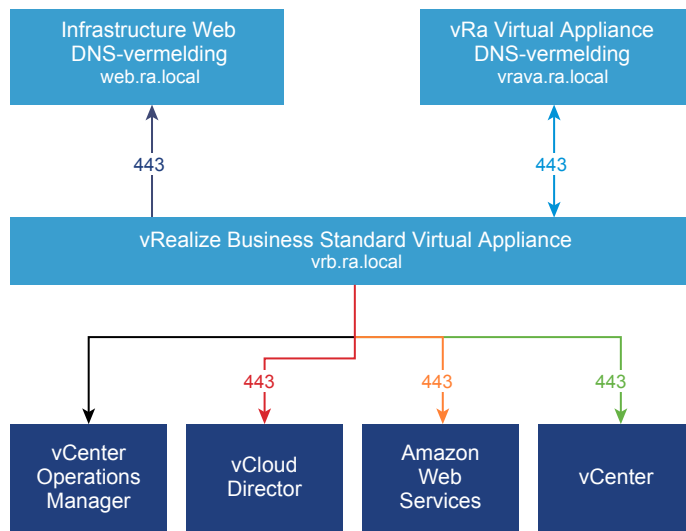 Infrastructure Web
DNS-vermelding
web.ra.local
vRa Virtual Appliance
DNS-vermelding
vrava.ra.local
443
443
vRealize Business Standard Virtual Appliance
vrb.ra.local
443
443
443
vCenter
Operations
Manager
vCloud
Director
Amazon
Web
Services
vCenter